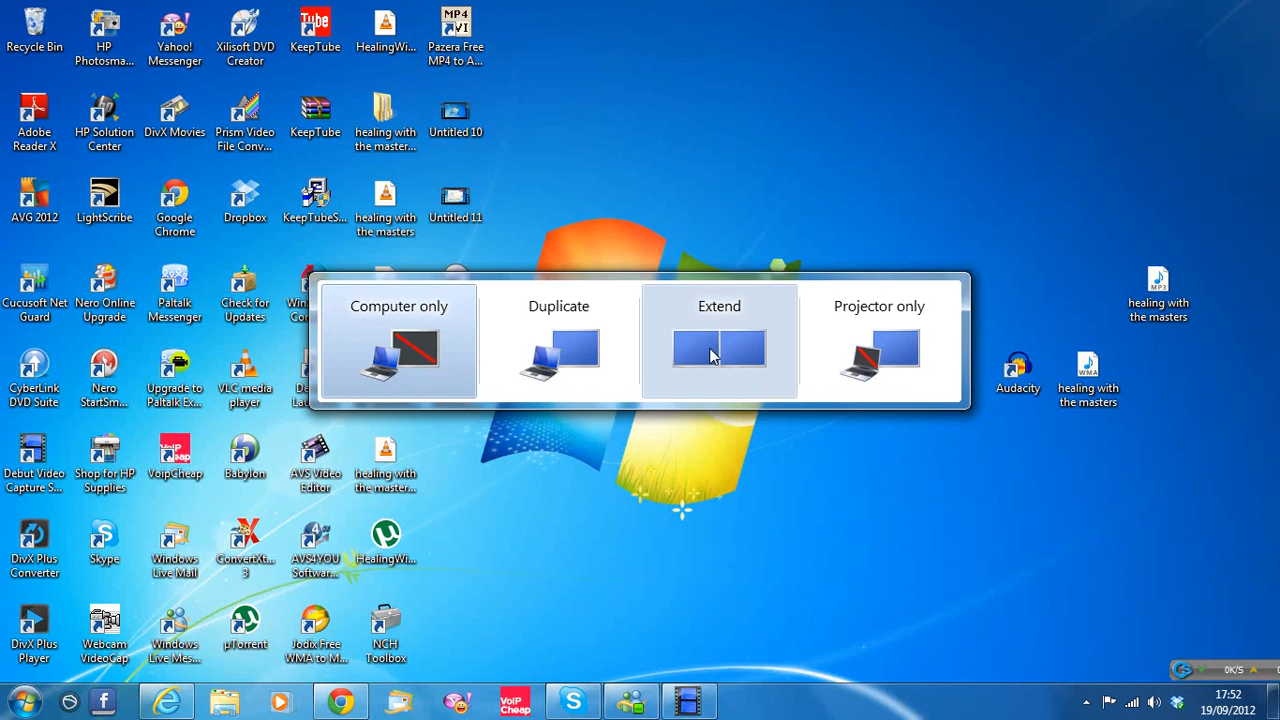 Recycle Bin
HP
Photosma...
Yahoo!
Messenger
Xilisoft DVD
Creator
Tube
KeepTube
HealingWi...
MP4
Pazera Free
MP4 to A...
Adobe
Reader X
HP Solution
Center
DivX Movies
Prism Video
File Conv...
KeepTube
healing with
the master...
Untitled 10
AVG 2012
LightScribe
Google
Chrome
Dropbox
KeepTubeS...
healing with
the masters
Untitled 11
Computer only
Duplicate
Extend
Projector only
Cucusoft Net
Guard
Nero Online
Upgrade
Paltalk
Messenger
Check for
Updates
MP3
healing with
the masters
CyberLink
DVD Suite
Nero
StartSm...
Upgrade to
Paltalk Ex...
VLC media
player
Audacity
WMA
healing with
the masters
Debut Video
Capture S...
Shop for HP
Supplies
VoipCheap
Babylon
AVS Video
Editor
healing with
the master...
DivX Plus
Converter
Skype
Windows
Live Mail
ConvertXt...
3
AVS4YOU
Softwar...
HealingWi...
DivX Plus
Player
Webcam
VideoCap
Windows
Live Mes...
µTorrent
Jodix Free
WMA to M...
NCH
Toolbox
0K/S
VOIP
CHEAP
17:52
19/09/2012